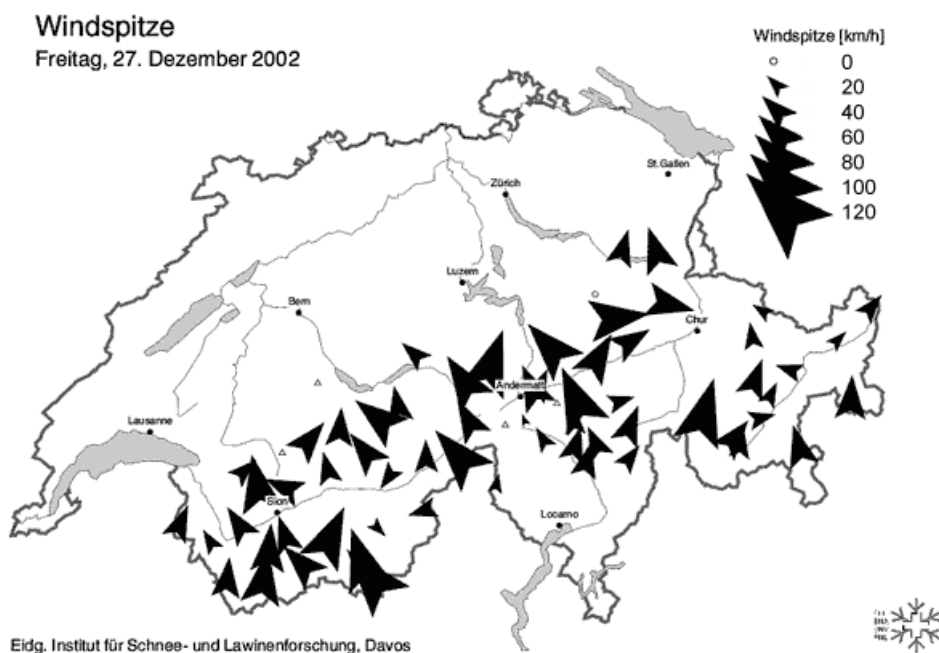 Windspitze
Freitag, 27. Dezember 2002
Windspitze [km/h]
0
20
40
60
80
100
120
St.Gallen
Zürich
Luzern
Bern
Chur
Andermatt
Lausanne
Sion
Locarno
Eidg. Institut für Schnee- und Lawinenforschung, Davos